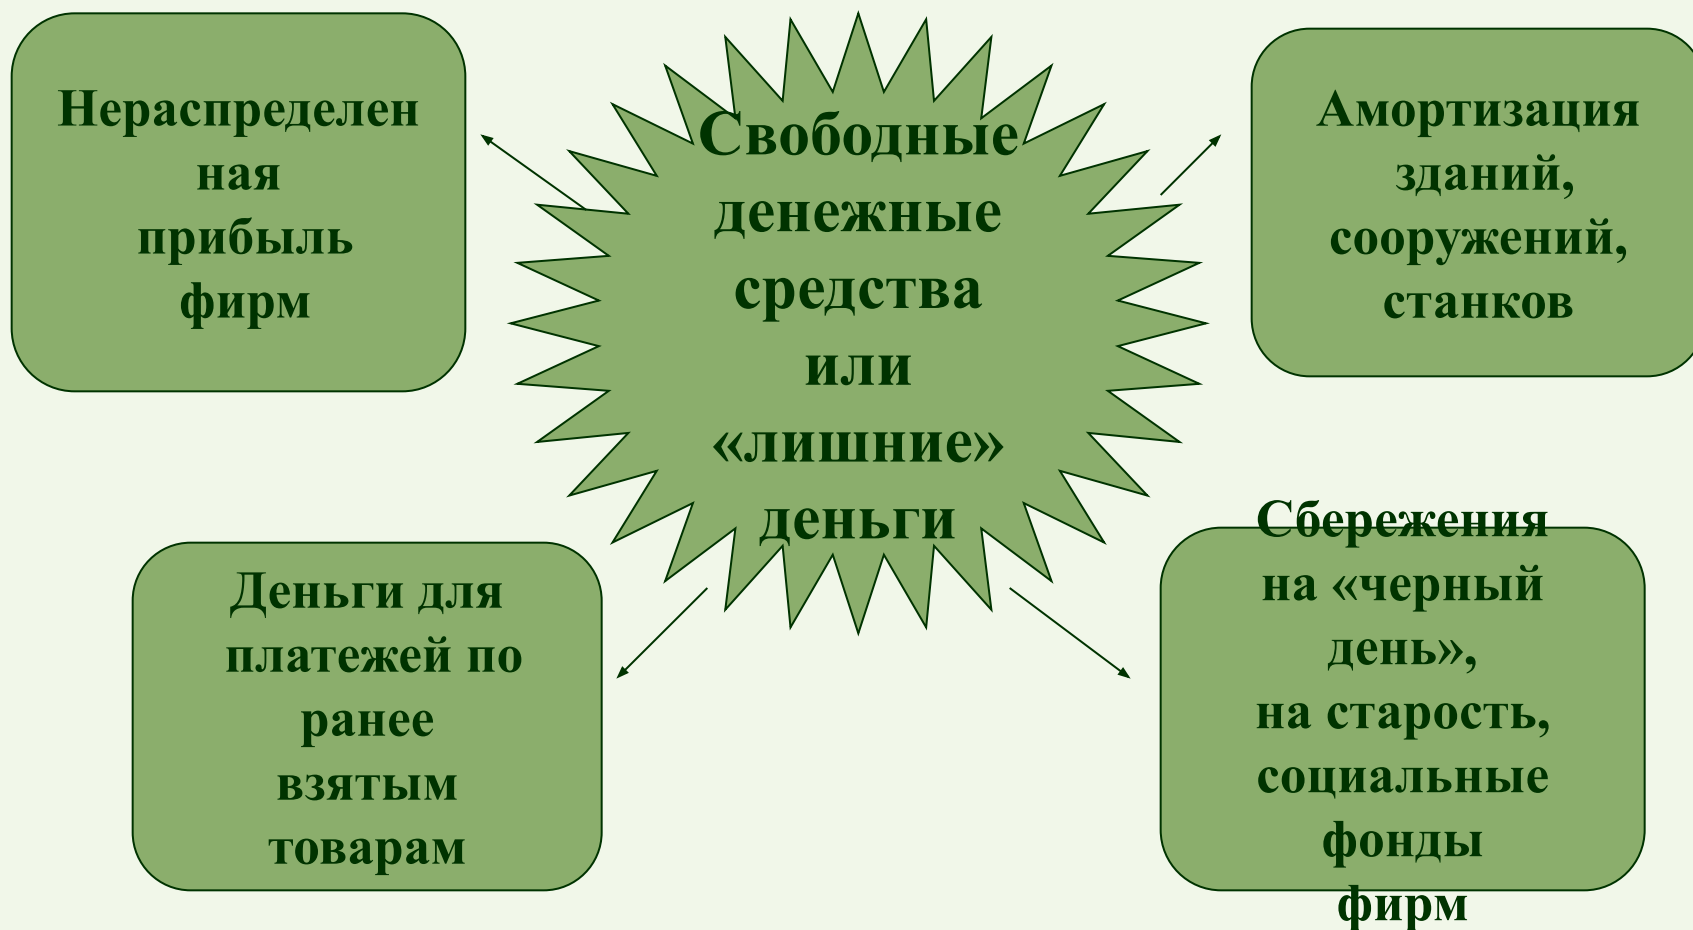 Нераспределен
ная
прибыль
фирм
Свободные
денежные
средства
или
«лишние»
деньги
Амортизация
зданий,
сооружений,
станков
Деньги для
платежей по
ранее
взятым
товарам
Сбережения
на «черный
день»,
на старость,
социальные
фонды
фирм